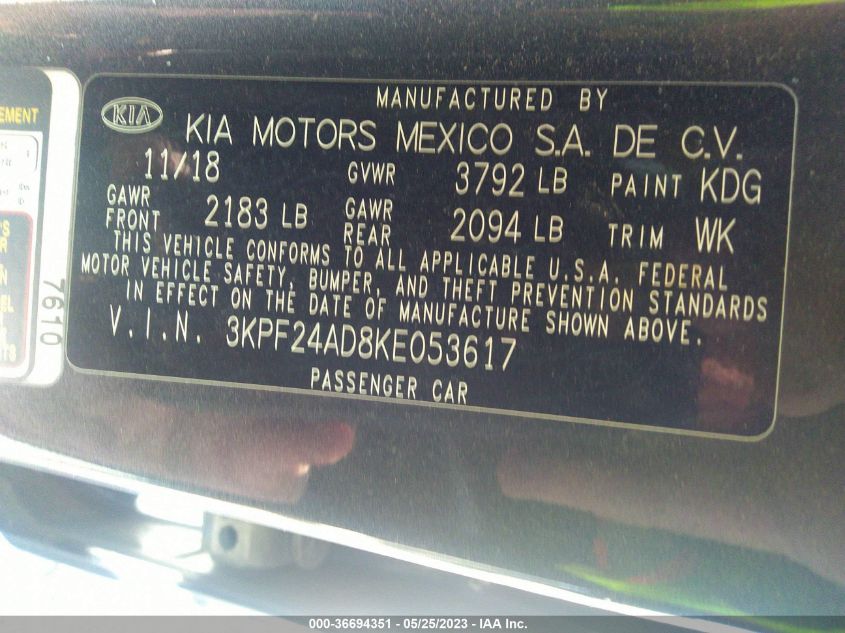 EMENT
MANUFACTURED BY
KIA KIA MOTORS MEXICO S.A. DE C.V.
11/18 GVWR 3792 LB PAINT KDG
GAWR FRONT 2183 LB GAWR REAR 2094 LB TRIM WK
THIS VEHICLE CONFORMS TO ALL APPLICABLE U.S.A. FEDERAL
MOTOR VEHICLE SAFETY, BUMPER, AND THEFT PREVENTION STANDARDS
IN EFFECT ON THE DATE OF MANUFACTURE SHOWN ABOVE.
V.I.N. 3KPF24AD8KE053617
PASSENGER CAR
7610
000-36694351 - 05/25/2023 - IAA Inc.